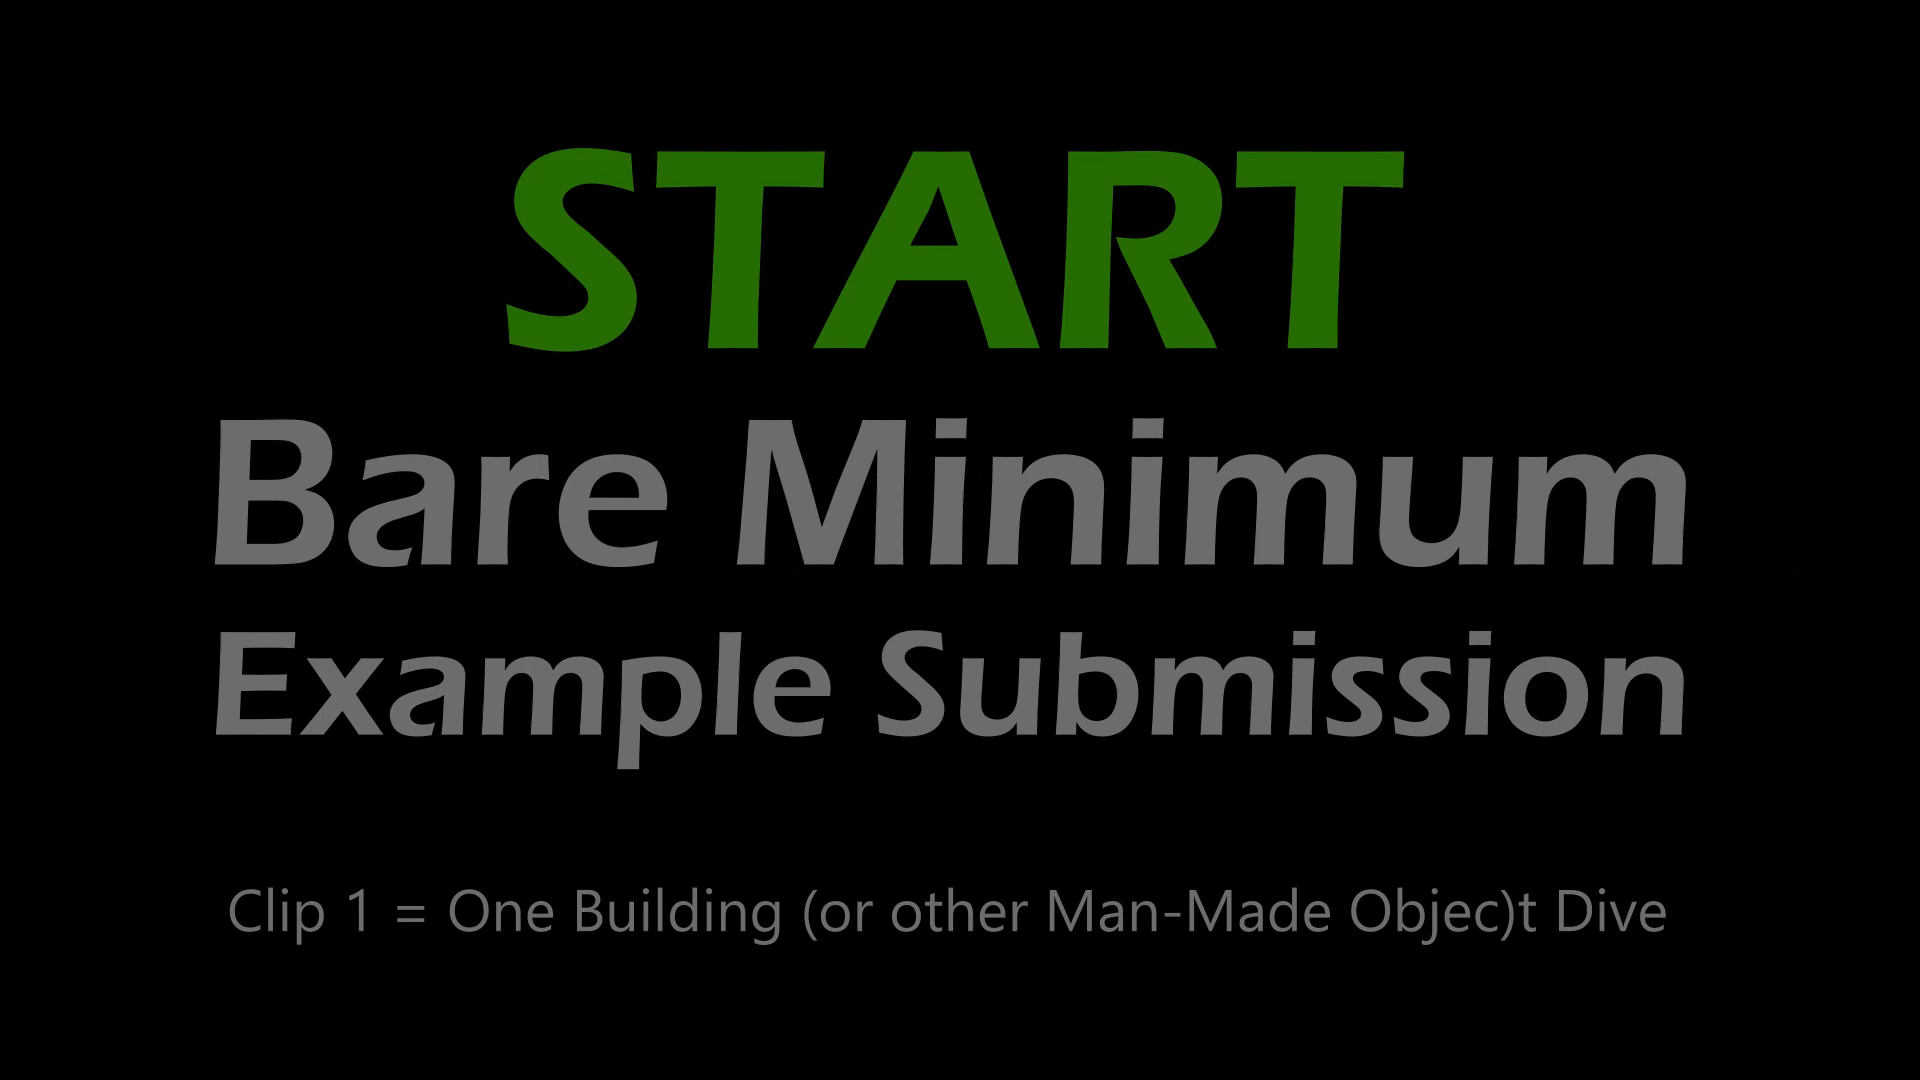 START
Bare Minimum
Example Submission
Clip 1 = One Building (or other Man-Made Objec)t Dive